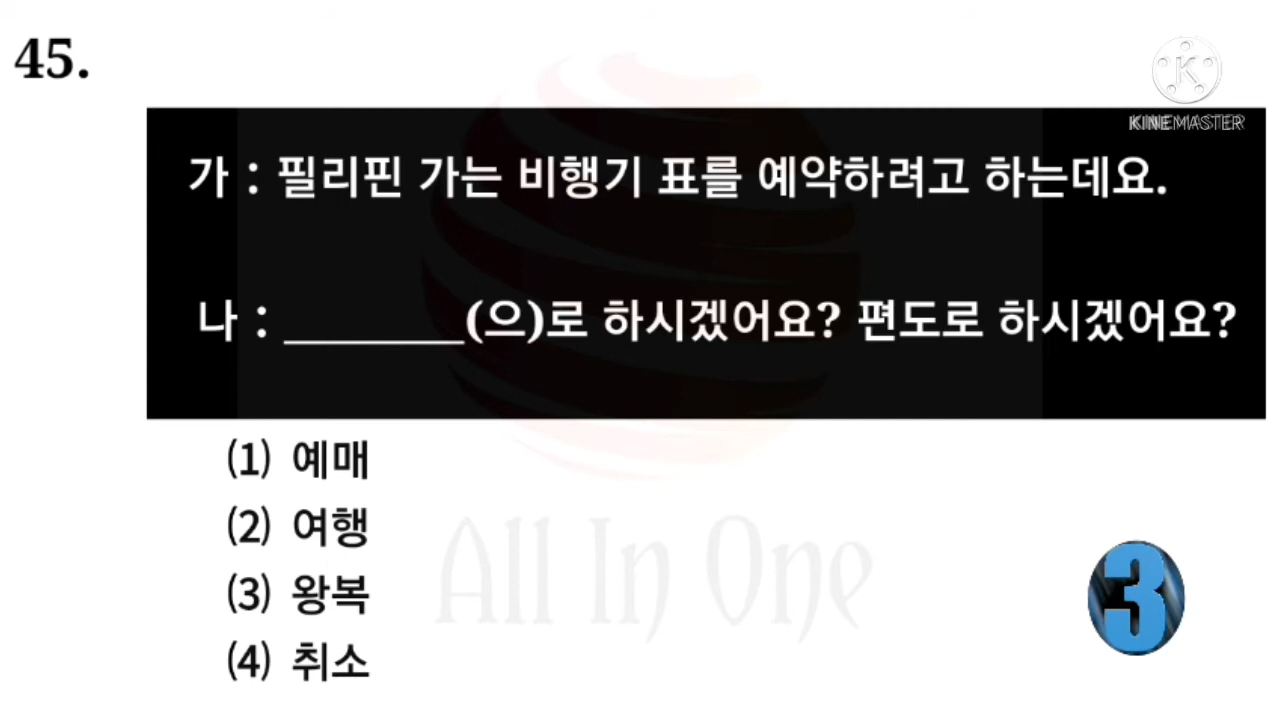 45.
KINEMASTER
가 : 필리핀 가는 비행기 표를 예약하려고 하는데요.
나 : ________(으)로 하시겠어요? 편도로 하시겠어요?
(1) 예매
(2) 여행
(3) 왕복
(4) 취소
All In One
3